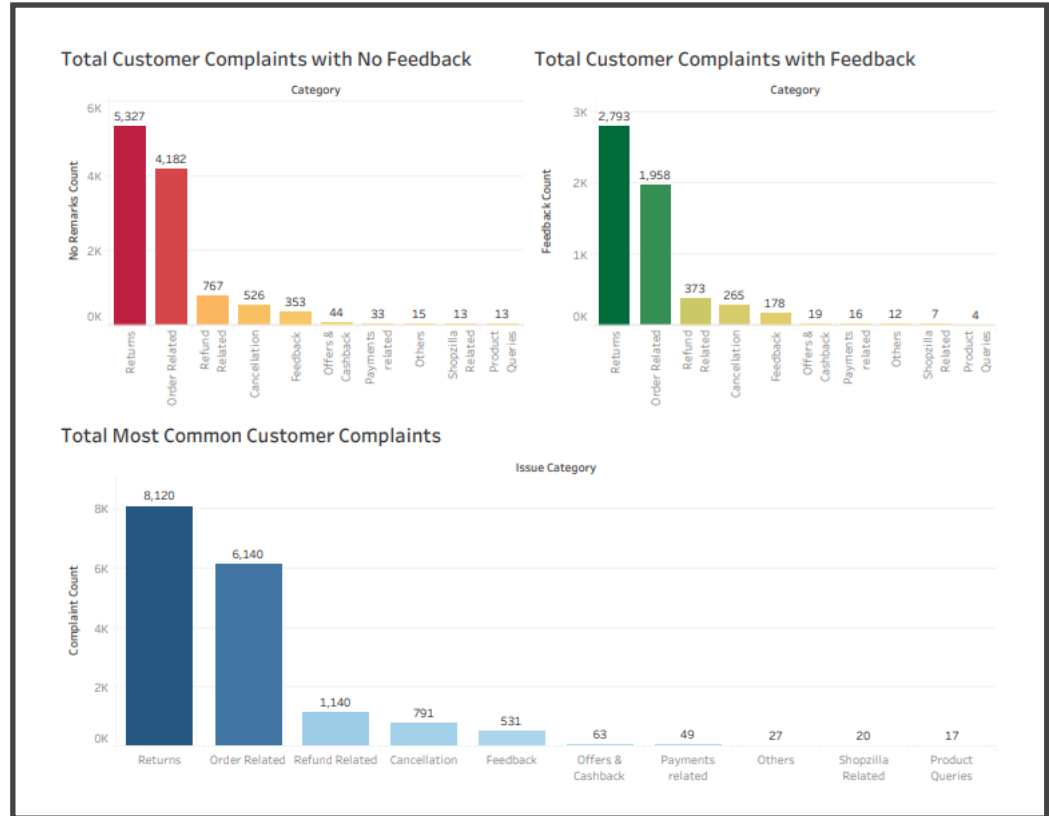 Total Customer Complaints with No Feedback
Category
No Remarks Count
6K
4K
2K
0K
5,327
4,182
767
526
353
44
33
15
13
13
Returns
Order Related
Refund
Related
Cancellation
Feedback
Offers &
Cashback
Payments
related
Others
Shopzilla
Related
Product
Queries
Total Customer Complaints with Feedback
Category
Feedback Count
3K
2K
1K
0K
2,793
1,958
373
265
178
19
16
12
7
4
Returns
Order Related
Refund
Related
Cancellation
Feedback
Offers &
Cashback
Payments
related
Others
Shopzilla
Related
Product
Queries
Total Most Common Customer Complaints
Issue Category
Complaint Count
8K
6K
4K
2K
0K
8,120
6,140
1,140
791
531
63
49
27
20
17
Returns
Order Related
Refund Related
Cancellation
Feedback
Offers &
Cashback
Payments
related
Others
Shopzilla
Related
Product
Queries